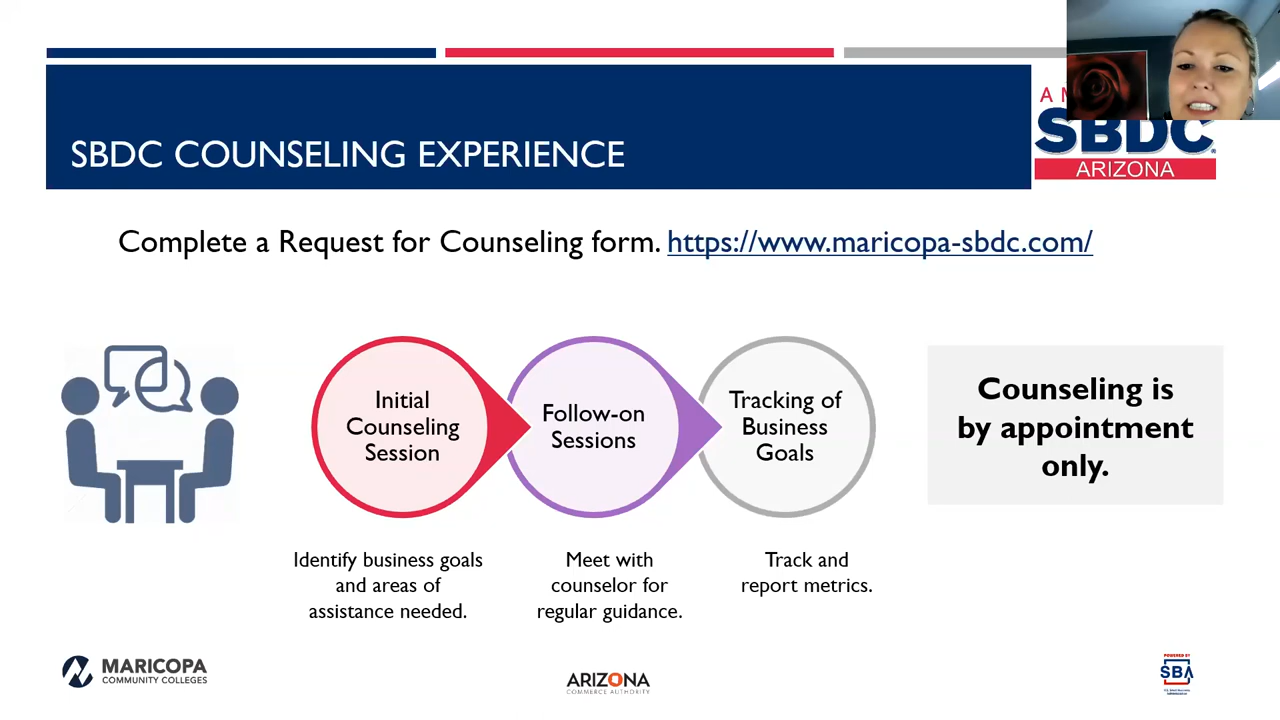 SBDC COUNSELING EXPERIENCE
SBDC
ARIZONA
Complete a Request for Counseling form. https://www.maricopa-sbdc.com/
Initial
Counseling
Session
Follow-on
Sessions
Tracking of
Business
Goals
Counseling is
by appointment
only.
Identify business goals
and areas of
assistance needed.
Meet with
counselor for
regular guidance.
Track and
report metrics.
MARICOPA
COMMUNITY COLLEGES
ARIZONA
COMMERCE AUTHORITY
POWERED BY
SBA